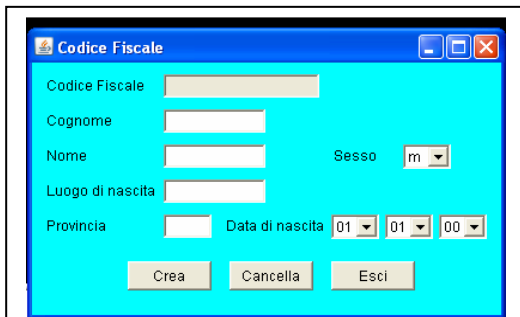 Codice Fiscale
Codice Fiscale
Cognome
Nome Sesso m
Luogo di nascita
Provincia Data di nascita 01 01 00
Crea Cancella Esci